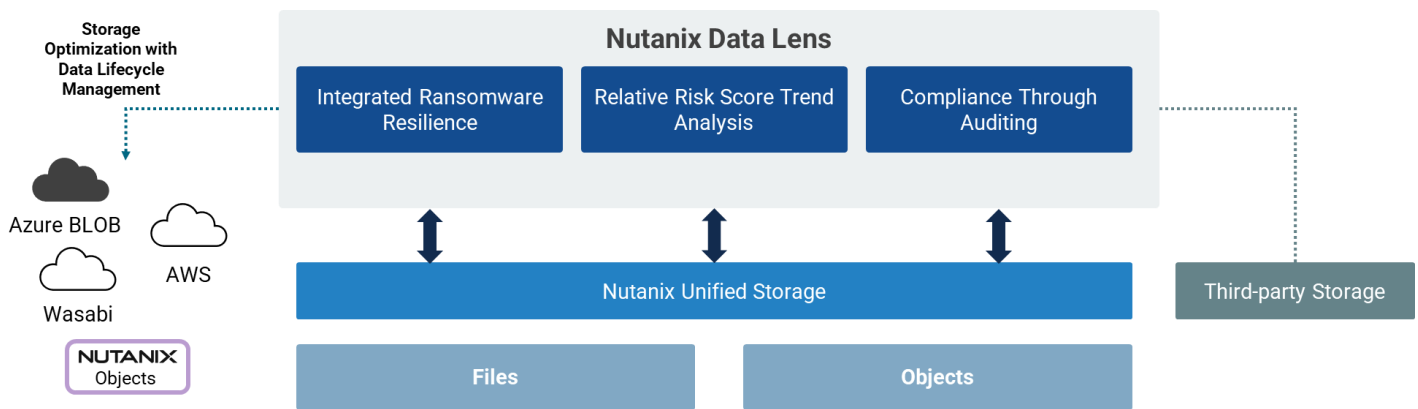 Storage
Optimization with
Data Lifecycle
Management
Nutanix Data Lens
Integrated Ransomware
Resilience
Relative Risk Score Trend
Analysis
Compliance Through
Auditing
Azure BLOB
AWS
Wasabi
NUTANIX
Objects
Nutanix Unified Storage
Third-party Storage
Files
Objects